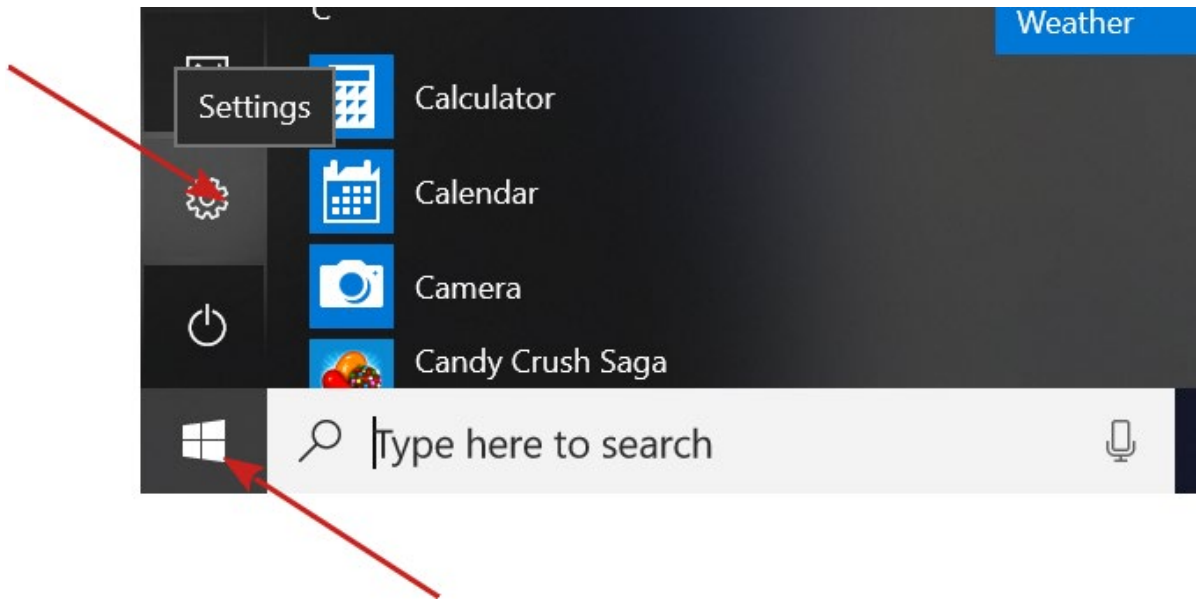 C
Weather
Settings
Calculator
Calendar
Camera
Candy Crush Saga
Type here to search